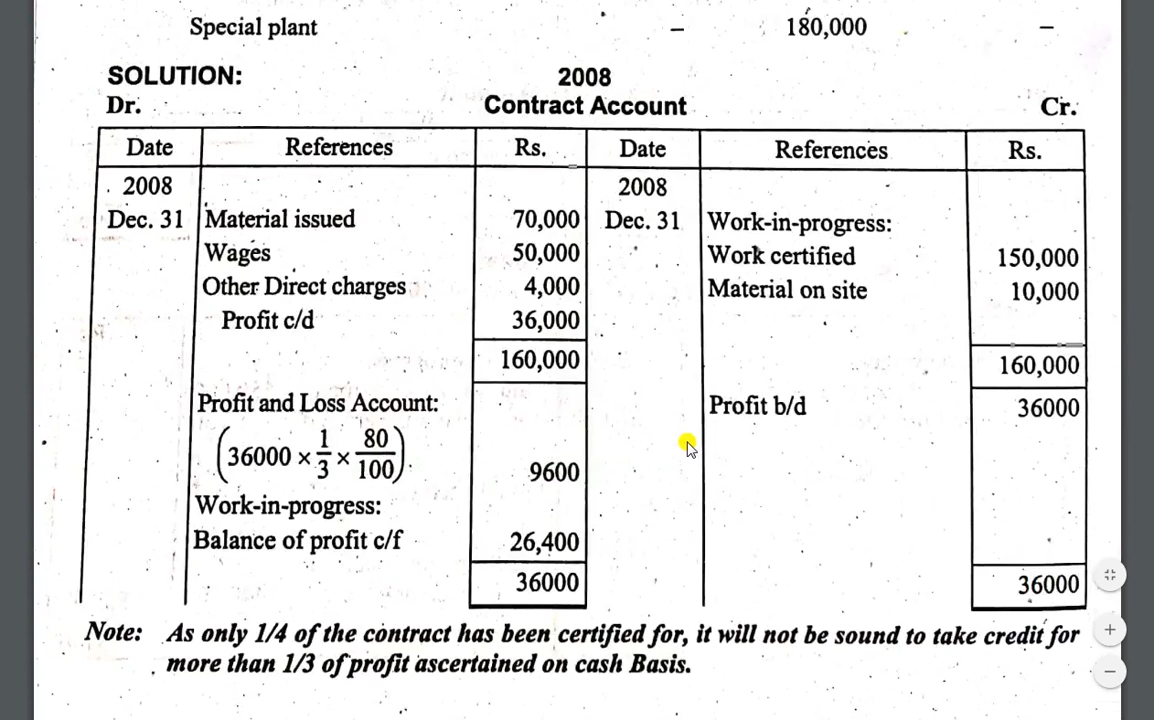 Special plant – 180,000 –
SOLUTION: 2008
Dr. Contract Account Cr.
Date References Rs. Date References Rs.
2008 2008
Dec. 31 Material issued 70,000 Dec. 31 Work-in-progress:
Wages 50,000 Work certified 150,000
Other Direct charges 4,000 Material on site 10,000
Profit c/d 36,000
160,000 160,000
Profit and Loss Account: Profit b/d 36000
(36000 × 1/3 × 80/100) 9600
Work-in-progress:
Balance of profit c/f 26,400
36000 36000
Note: As only 1/4 of the contract has been certified for, it will not be sound to take credit for
more than 1/3 of profit ascertained on cash Basis.